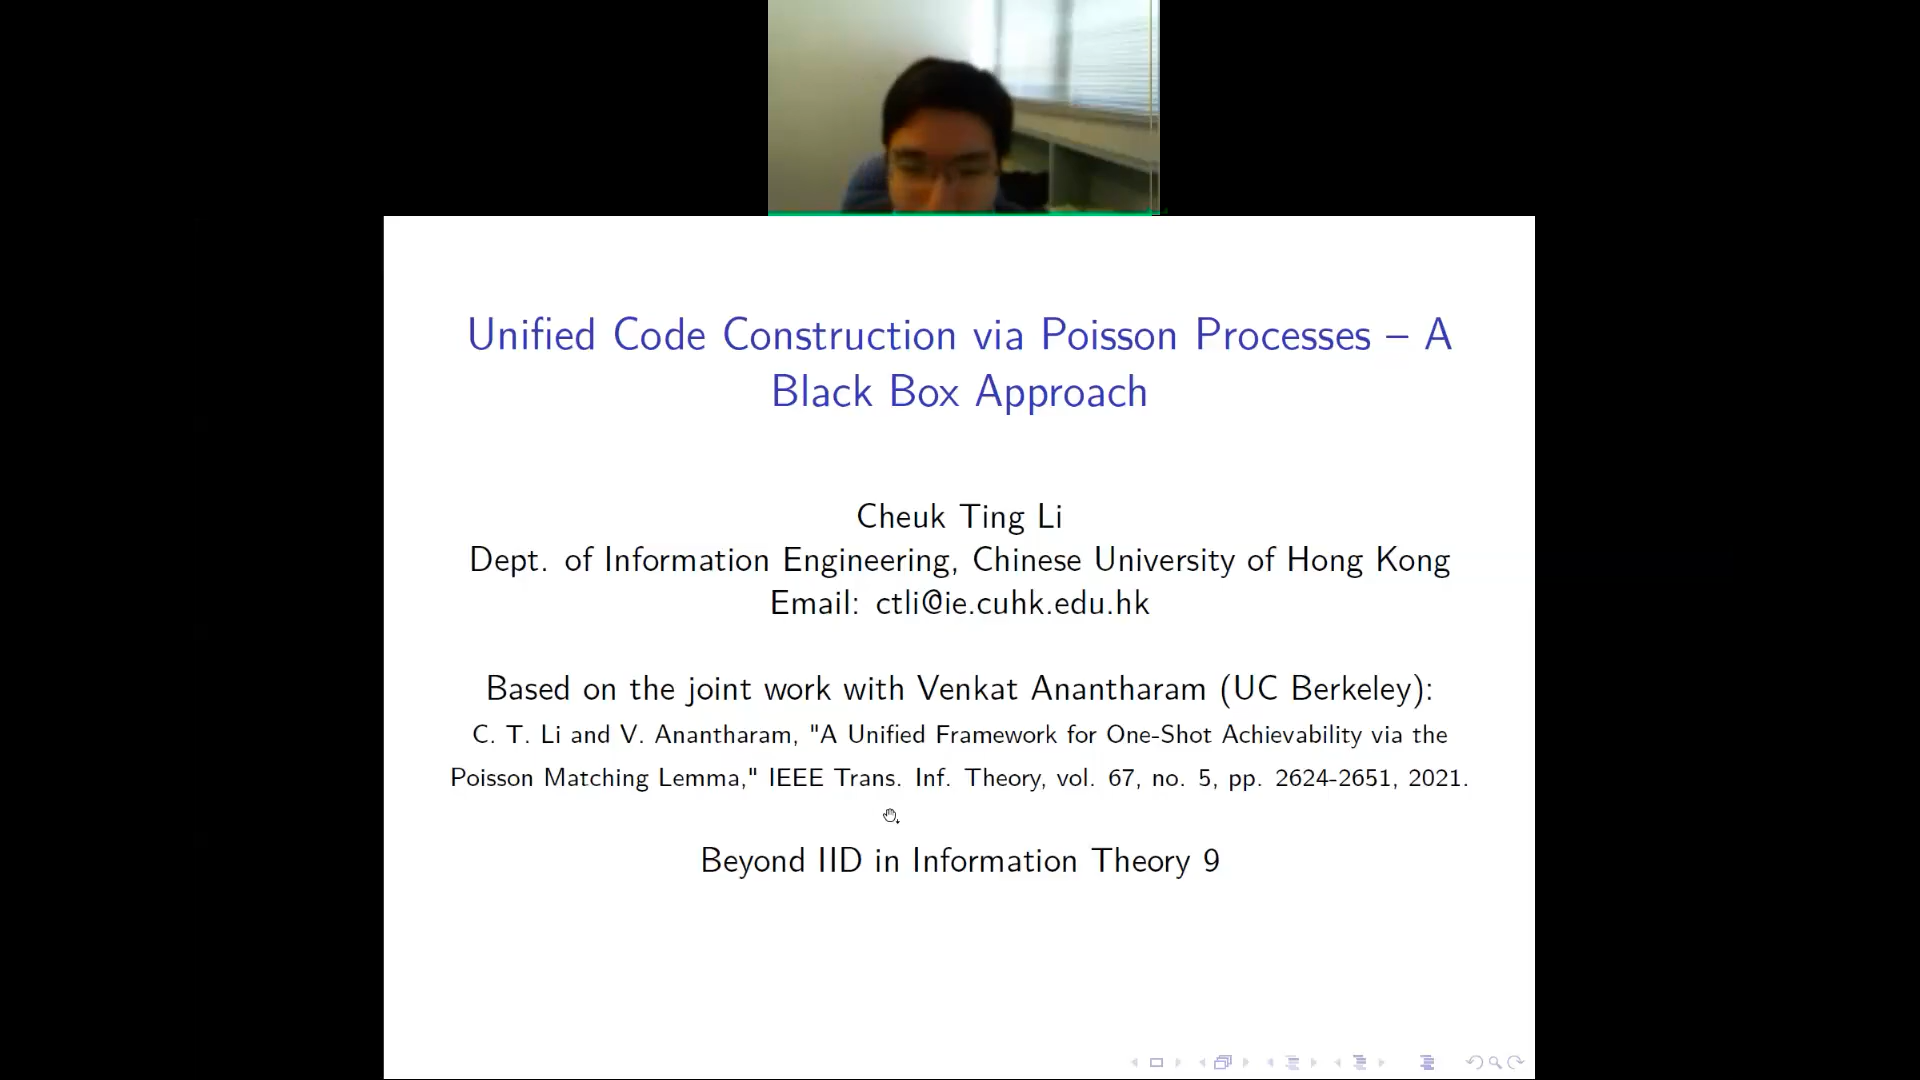 Unified Code Construction via Poisson Processes – A
Black Box Approach
Cheuk Ting Li
Dept. of Information Engineering, Chinese University of Hong Kong
Email: ctli@ie.cuhk.edu.hk
Based on the joint work with Venkat Anantharam (UC Berkeley):
C. T. Li and V. Anantharam, "A Unified Framework for One-Shot Achievability via the
Poisson Matching Lemma," IEEE Trans. Inf. Theory, vol. 67, no. 5, pp. 2624-2651, 2021.
Beyond IID in Information Theory 9